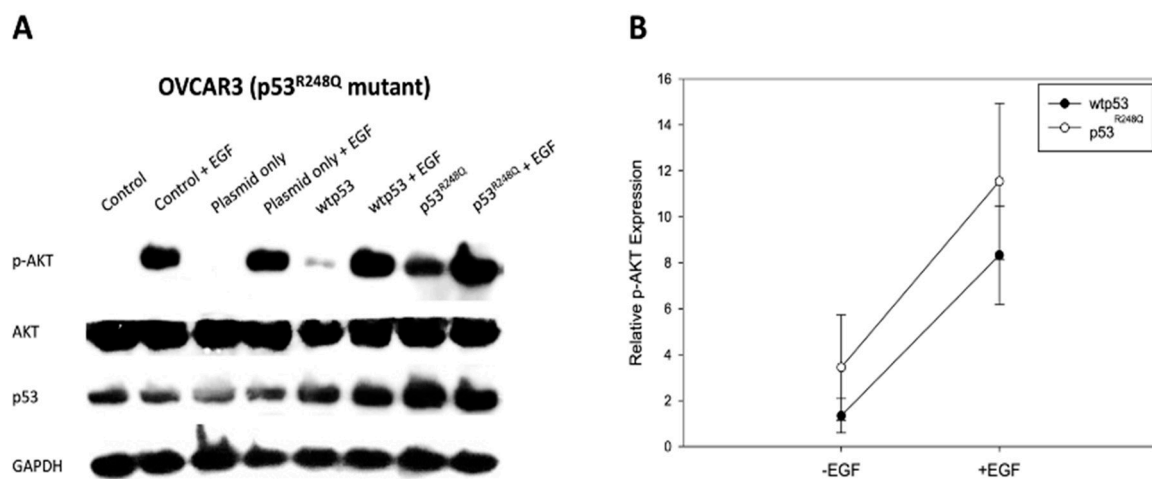 A
OVCAR3 (p53R248Q mutant)
Control
Control + EGF
Plasmid only
Plasmid only + EGF
wtp53
wtp53 + EGF
p53R248Q
p53R248Q + EGF
p-AKT
AKT
p53
GAPDH
B
Relative p-AKT Expression
16
14
12
10
8
6
4
2
0
-EGF
+EGF
wtp53
p53R248Q